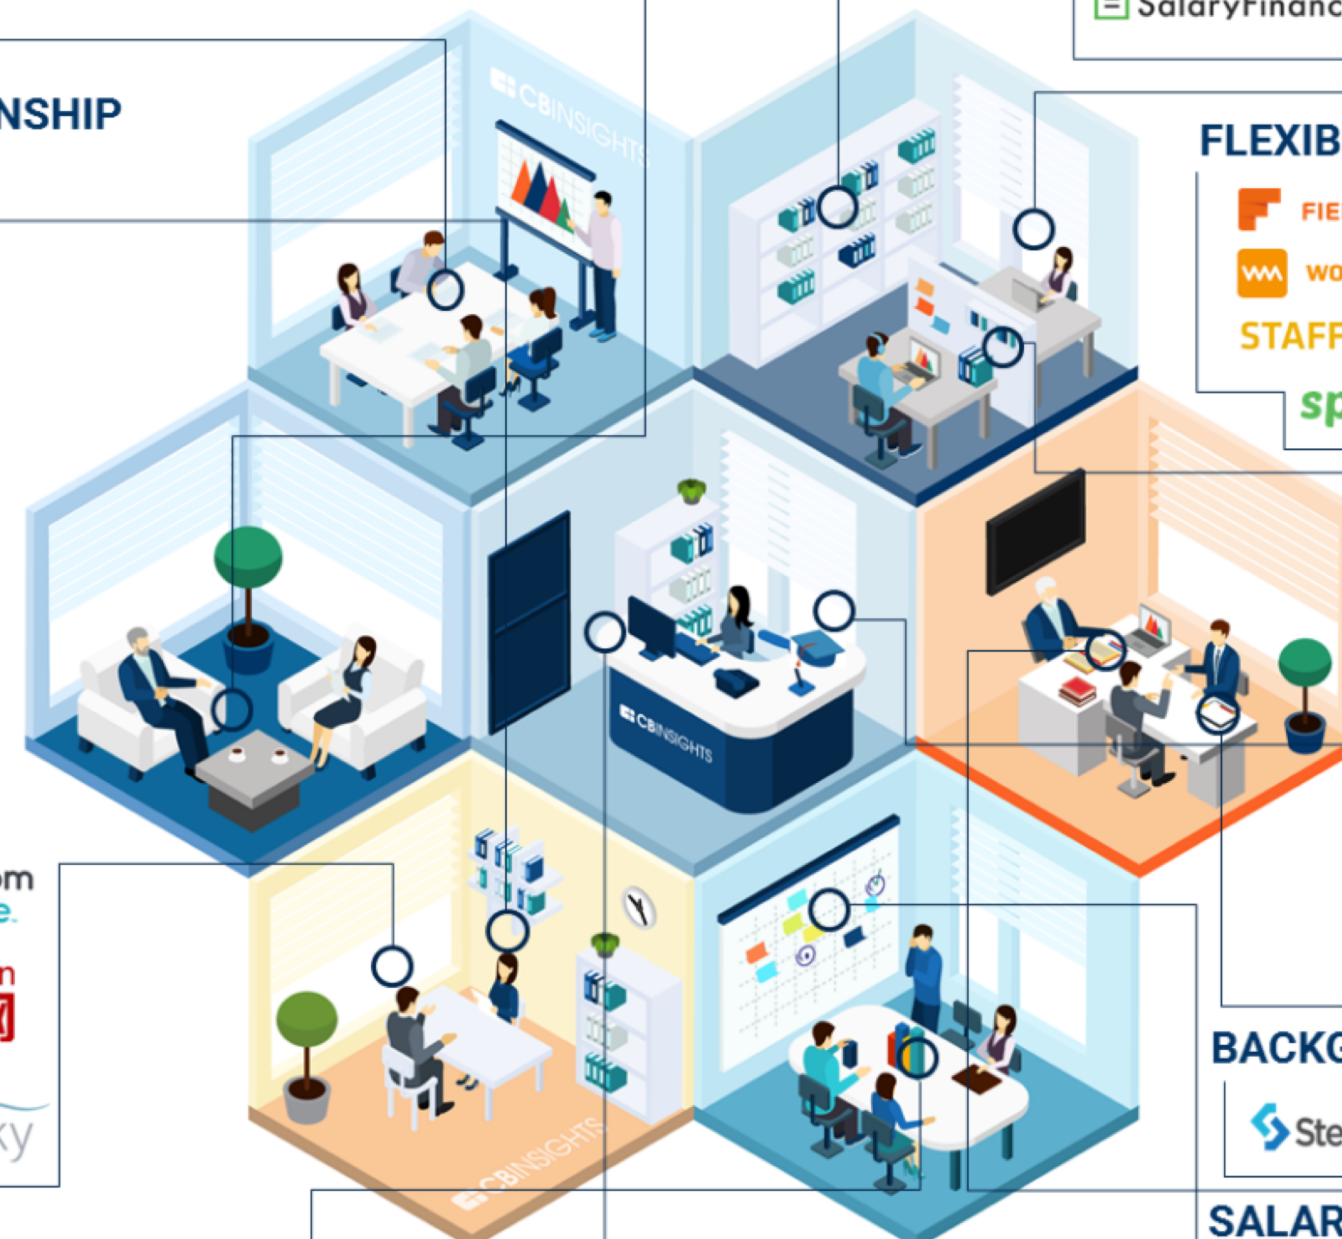 SalaryFinanc
NSHIP
CBINSIGHTS
FLEXIB
FIE
WO
STAFF
sp
CBINSIGHTS
om
e.
n
ky
BACKG
Ste
CBINSIGHTS
SALAR